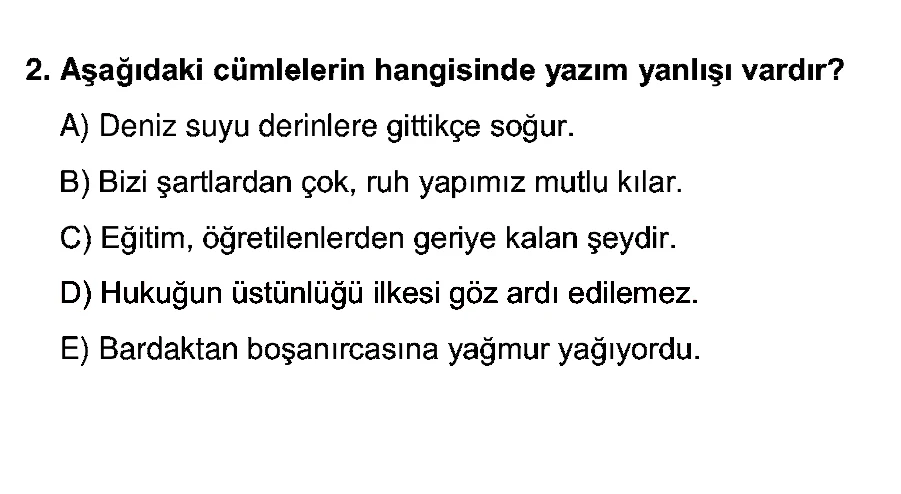 2. Aşağıdaki cümlelerin hangisinde yazım yanlışı vardır?
A) Deniz suyu derinlere gittikçe soğur.
B) Bizi şartlardan çok, ruh yapımız mutlu kılar.
C) Eğitim, öğretilenlerden geriye kalan şeydir.
D) Hukuğun üstünlüğü ilkesi göz ardı edilemez.
E) Bardaktan boşanırcasına yağmur yağıyordu.